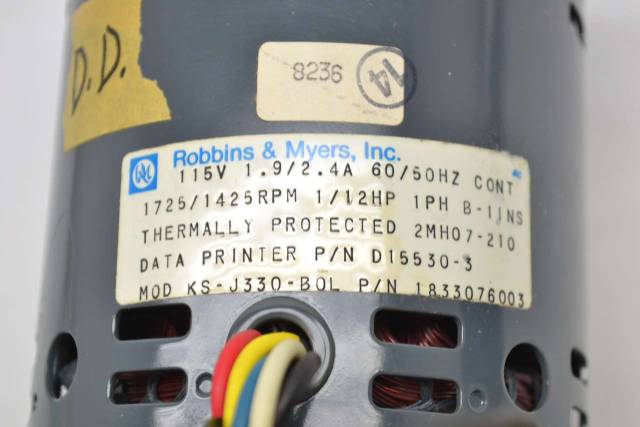 D.D.
8236 14
Robbins & Myers, Inc.
115V 1.9/2.4A 60/50HZ CONT
1725/1425RPM 1/12HP 1PH B-1INS
THERMALLY PROTECTED 2MH07-210
DATA PRINTER P/N D15530-3
MOD KS-J330-BOL P/N 1833076003